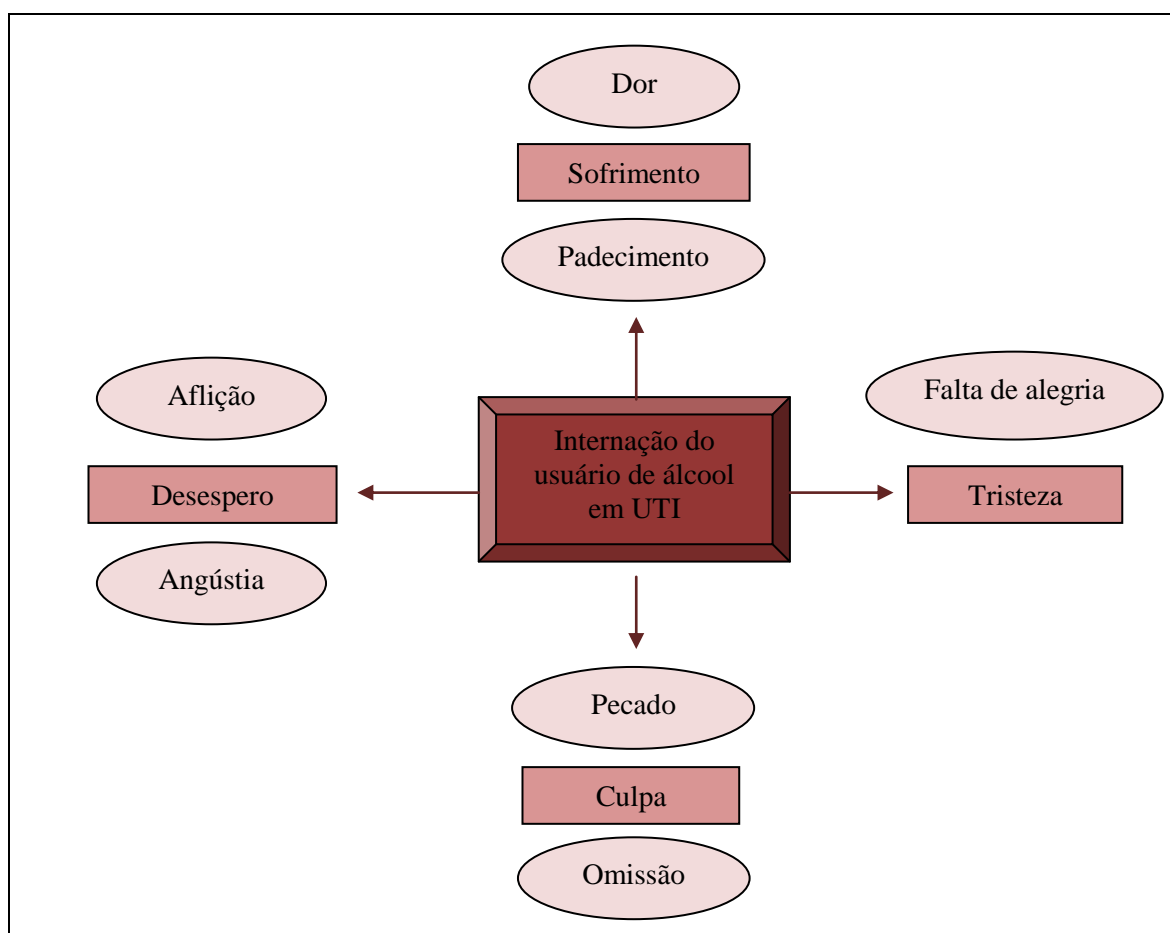 Dor
Sofrimento
Padecimento
Aflição
Desespero
Angústia
Internação do
usuário de álcool
em UTI
Falta de alegria
Tristeza
Pecado
Culpa
Omissão